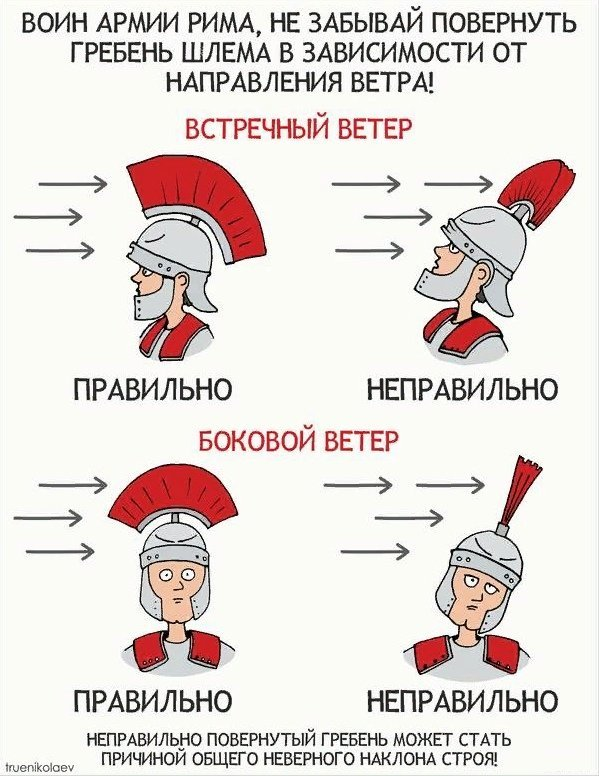 ВОИН АРМИИ РИМА, НЕ ЗАБЫВАЙ ПОВЕРНУТЬ
ГРЕБЕНЬ ШЛЕМА В ЗАВИСИМОСТИ ОТ
НАПРАВЛЕНИЯ ВЕТРА!
ВСТРЕЧНЫЙ ВЕТЕР
ПРАВИЛЬНО
НЕПРАВИЛЬНО
БОКОВОЙ ВЕТЕР
ПРАВИЛЬНО
НЕПРАВИЛЬНО
НЕПРАВИЛЬНО ПОВЕРНУТЫЙ ГРЕБЕНЬ МОЖЕТ СТАТЬ
ПРИЧИНОЙ ОБЩЕГО НЕВЕРНОГО НАКЛОНА СТРОЯ!
truenikolaev